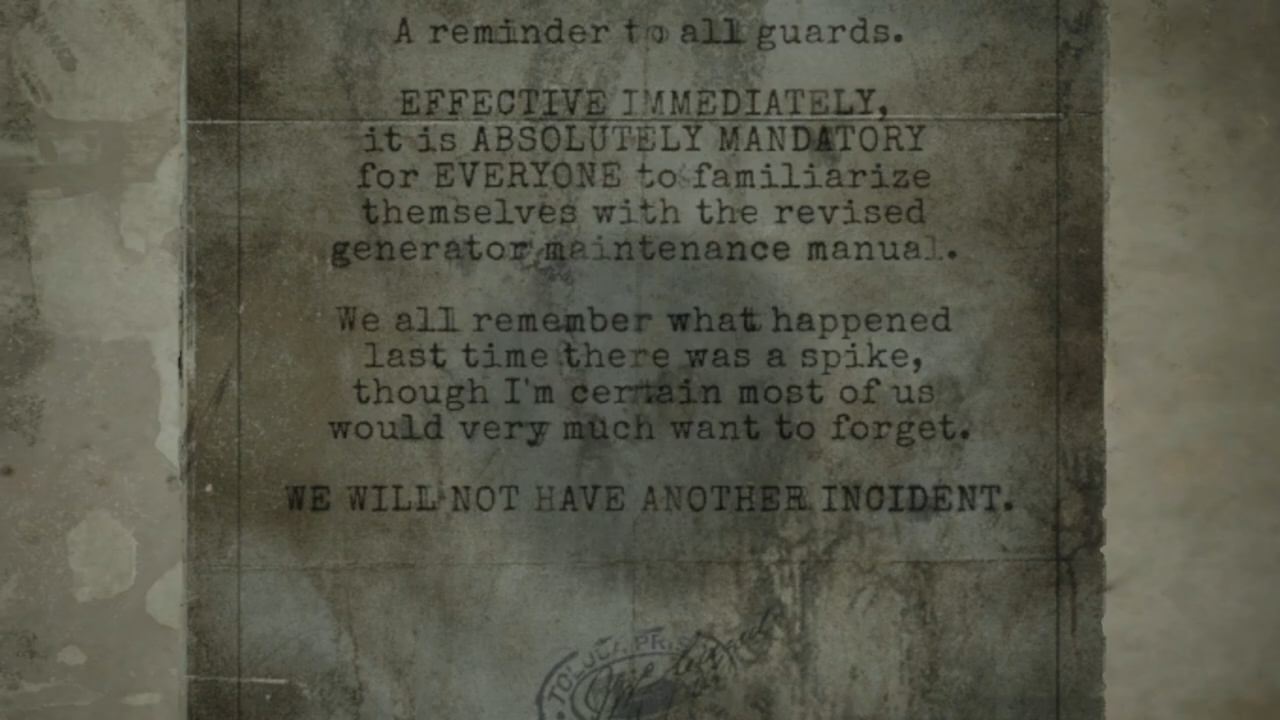 A reminder to all guards.
EFFECTIVE IMMEDIATELY,
it is ABSOLUTELY MANDATORY
for EVERYONE to familiarize
themselves with the revised
generator maintenance manual.
We all remember what happened
last time there was a spike,
though I'm certain most of us
would very much want to forget.
WE WILL NOT HAVE ANOTHER INCIDENT.
TOLUCA